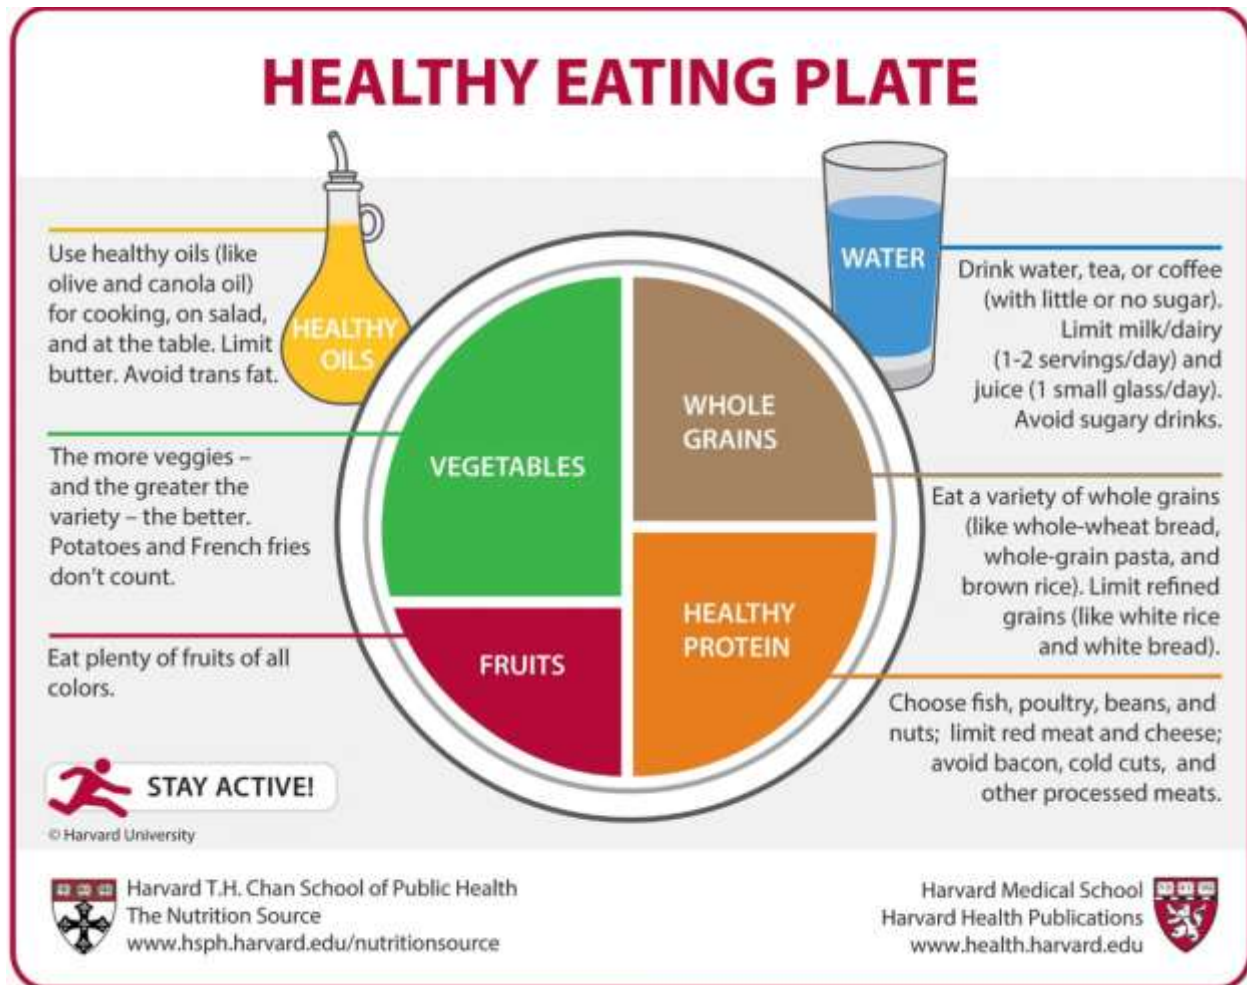 HEALTHY EATING PLATE
Use healthy oils (like
olive and canola oil)
for cooking, on salad,
and at the table. Limit
butter. Avoid trans fat.
HEALTHY
OILS
WATER
Drink water, tea, or coffee
(with little or no sugar).
Limit milk/dairy
(1-2 servings/day) and
juice (1 small glass/day).
Avoid sugary drinks.
The more veggies –
and the greater the
variety – the better.
Potatoes and French fries
don't count.
VEGETABLES
WHOLE
GRAINS
Eat a variety of whole grains
(like whole-wheat bread,
whole-grain pasta, and
brown rice). Limit refined
grains (like white rice
and white bread).
Eat plenty of fruits of all
colors.
FRUITS
HEALTHY
PROTEIN
Choose fish, poultry, beans, and
nuts; limit red meat and cheese;
avoid bacon, cold cuts, and
other processed meats.
STAY ACTIVE!
© Harvard University
Harvard T.H. Chan School of Public Health
The Nutrition Source
www.hsph.harvard.edu/nutritionsource
Harvard Medical School
Harvard Health Publications
www.health.harvard.edu